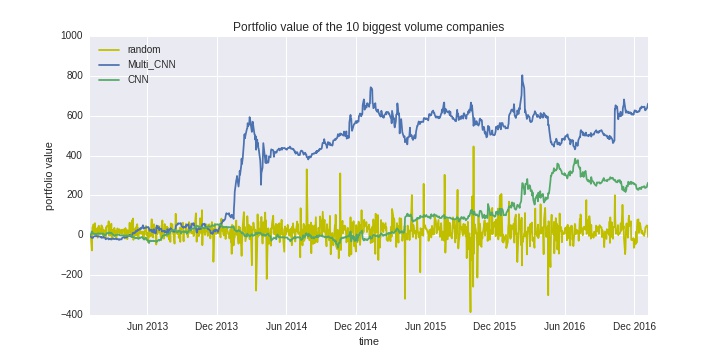 Portfolio value of the 10 biggest volume companies
1000
random
Multi_CNN
CNN
800
600
400
200
0
−200
−400
portfolio value
Jun 2013 Dec 2013 Jun 2014 Dec 2014 Jun 2015 Dec 2015 Jun 2016 Dec 2016
time